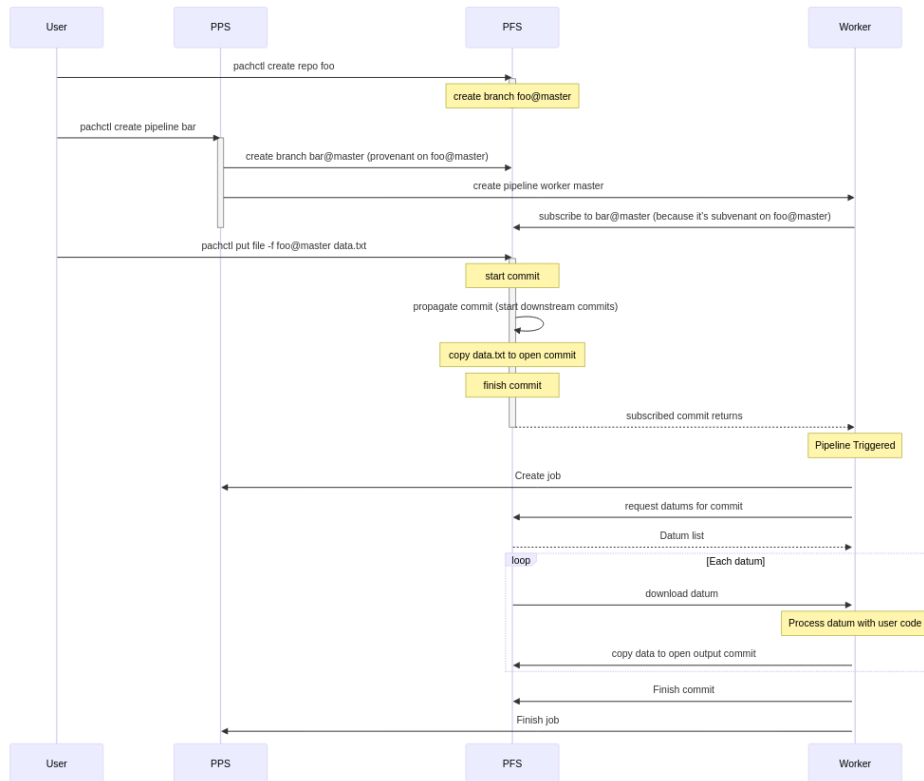 User PPS PFS Worker
pachctl create repo foo
create branch foo@master
pachctl create pipeline bar
create branch bar@master (provenant on foo@master)
create pipeline worker master
subscribe to bar@master (because it's subvenant on foo@master)
pachctl put file -f foo@master data.txt
start commit
propagate commit (start downstream commits)
copy data.txt to open commit
finish commit
subscribed commit returns
Pipeline Triggered
Create job
request datums for commit
Datum list
loop [Each datum]
download datum
Process datum with user code
copy data to open output commit
Finish commit
Finish job
User PPS PFS Worker